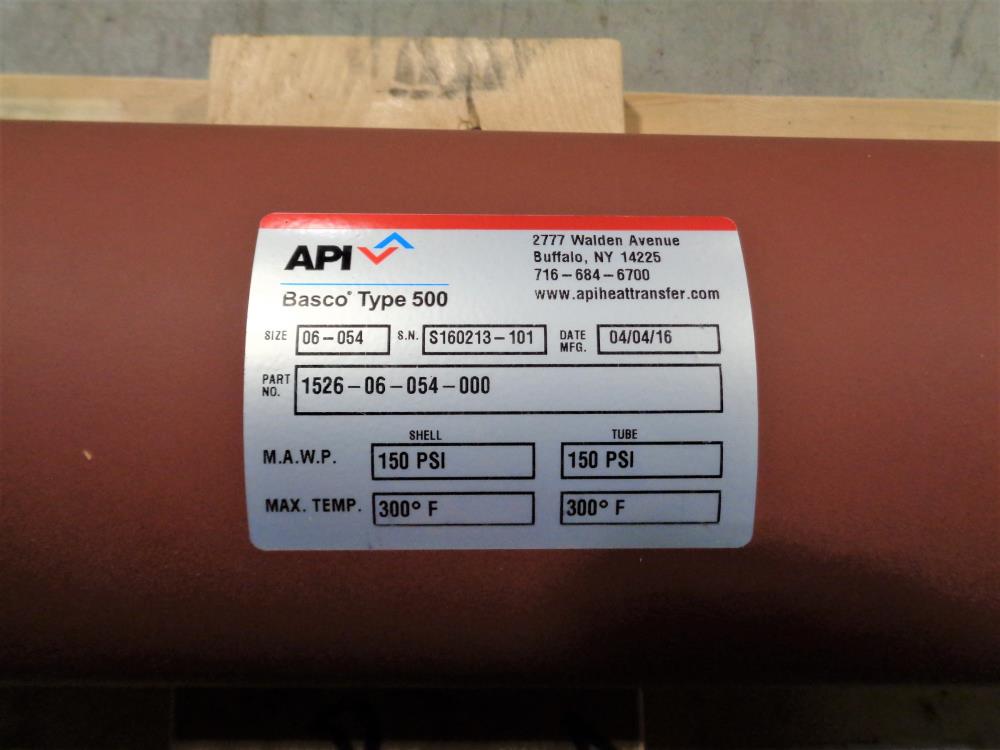 API
Basco® Type 500
2777 Walden Avenue
Buffalo, NY 14225
716-684-6700
www.apiheattransfer.com
SIZE 06-054 S.N. S160213-101 DATE MFG. 04/04/16
PART NO. 1526-06-054-000
SHELL TUBE
M.A.W.P. 150 PSI 150 PSI
MAX. TEMP. 300° F 300° F